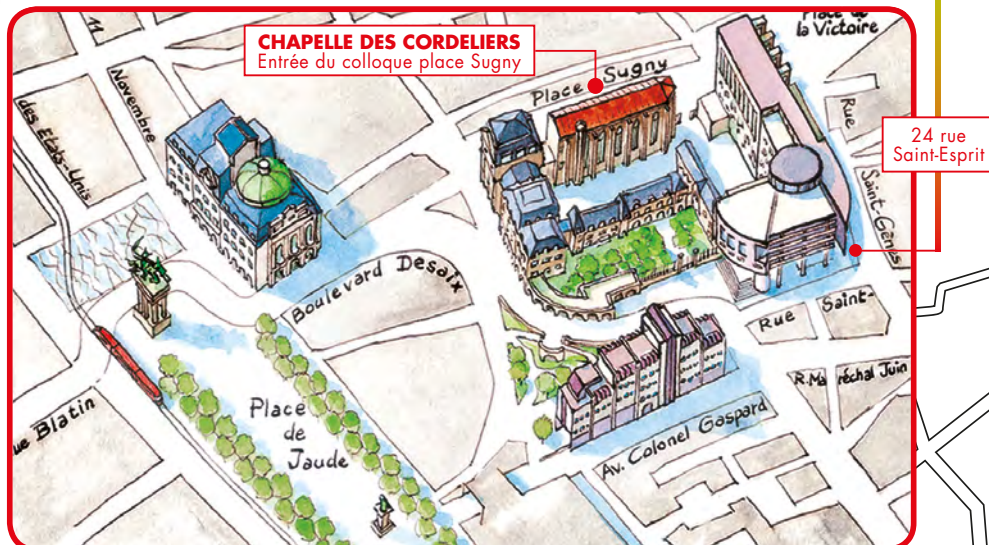 CHAPELLE DES CORDELIERS
Entrée du colloque place Sugny
Place de
la Victoire
Place Sugny
11
Novembre
des Etats-Unis
Rue
Saint-Genès
24 rue
Saint-Esprit
Boulevard Desaix
Rue Saint-
R. Maréchal Juin
Place
de
Jaude
ue Blatin
Av. Colonel Gaspard